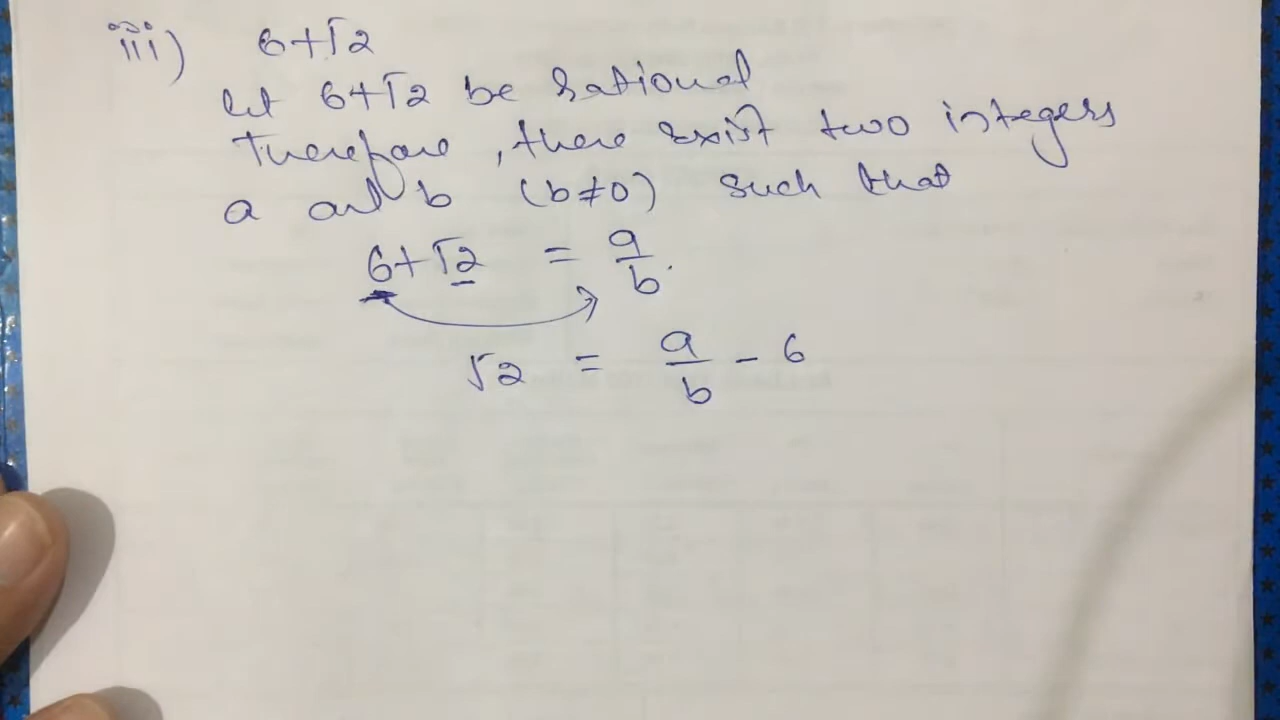 iii) 6+√2
let 6+√2 be rational
Therefore, there exist two integers
a and b (b≠0) such that
6+√2 = a/b.
√2 = a/b - 6